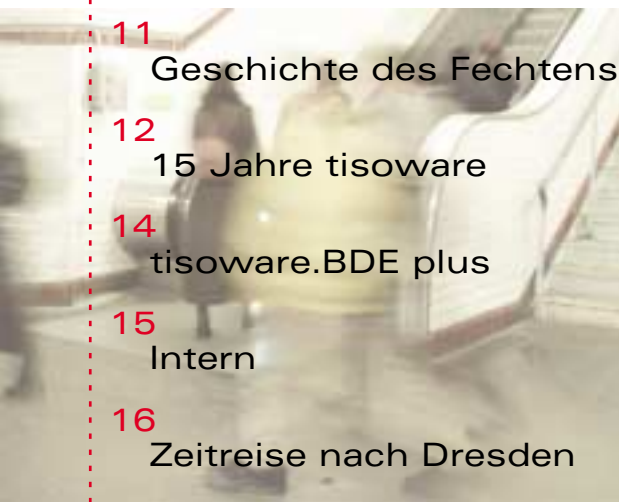 11
Geschichte des Fechtens
12
15 Jahre tisoware
14
tisoware.BDE plus
15
Intern
16
Zeitreise nach Dresden